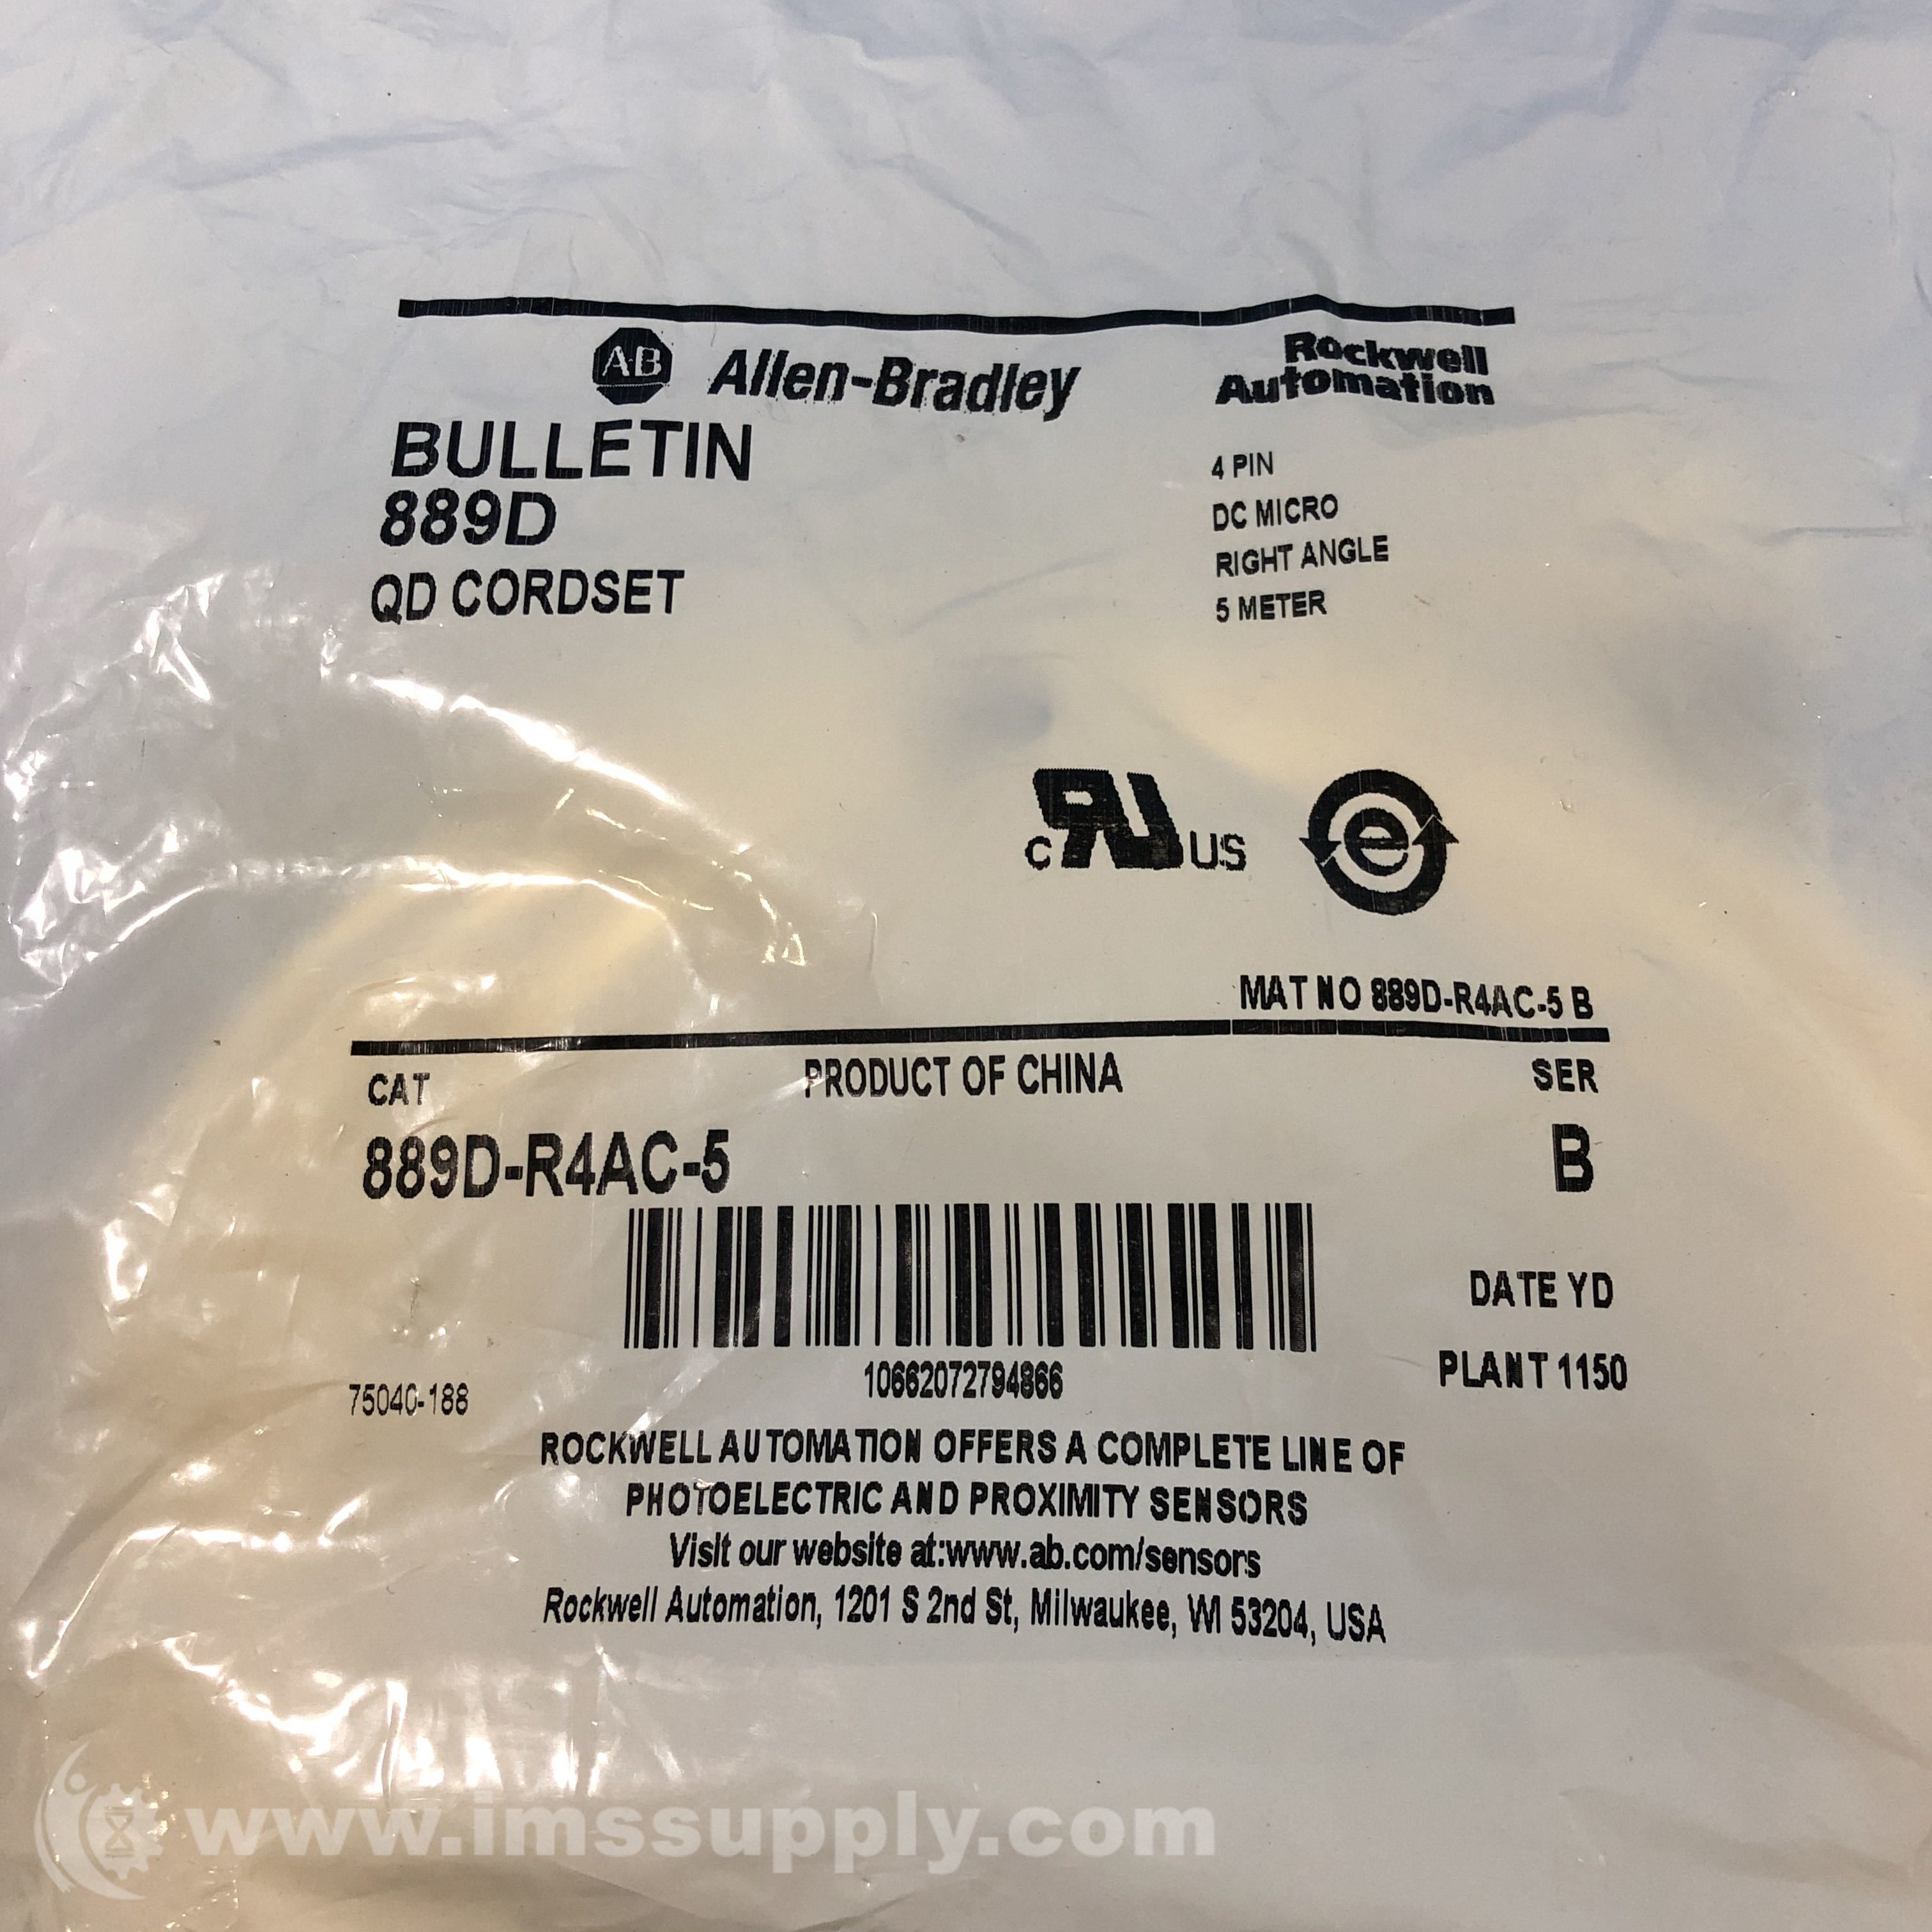 AB Allen-Bradley
Rockwell
Automation
BULLETIN
889D
QD CORDSET
4 PIN
DC MICRO
RIGHT ANGLE
5 METER
c RU US
e
MAT NO 889D-R4AC-5 B
CAT
PRODUCT OF CHINA
SER
889D-R4AC-5
B
DATE YD
PLANT 1150
10662072794866
75040-188
ROCKWELL AUTOMATION OFFERS A COMPLETE LINE OF
PHOTOELECTRIC AND PROXIMITY SENSORS
Visit our website at:www.ab.com/sensors
Rockwell Automation, 1201 S 2nd St, Milwaukee, WI 53204, USA
www.imssupply.com